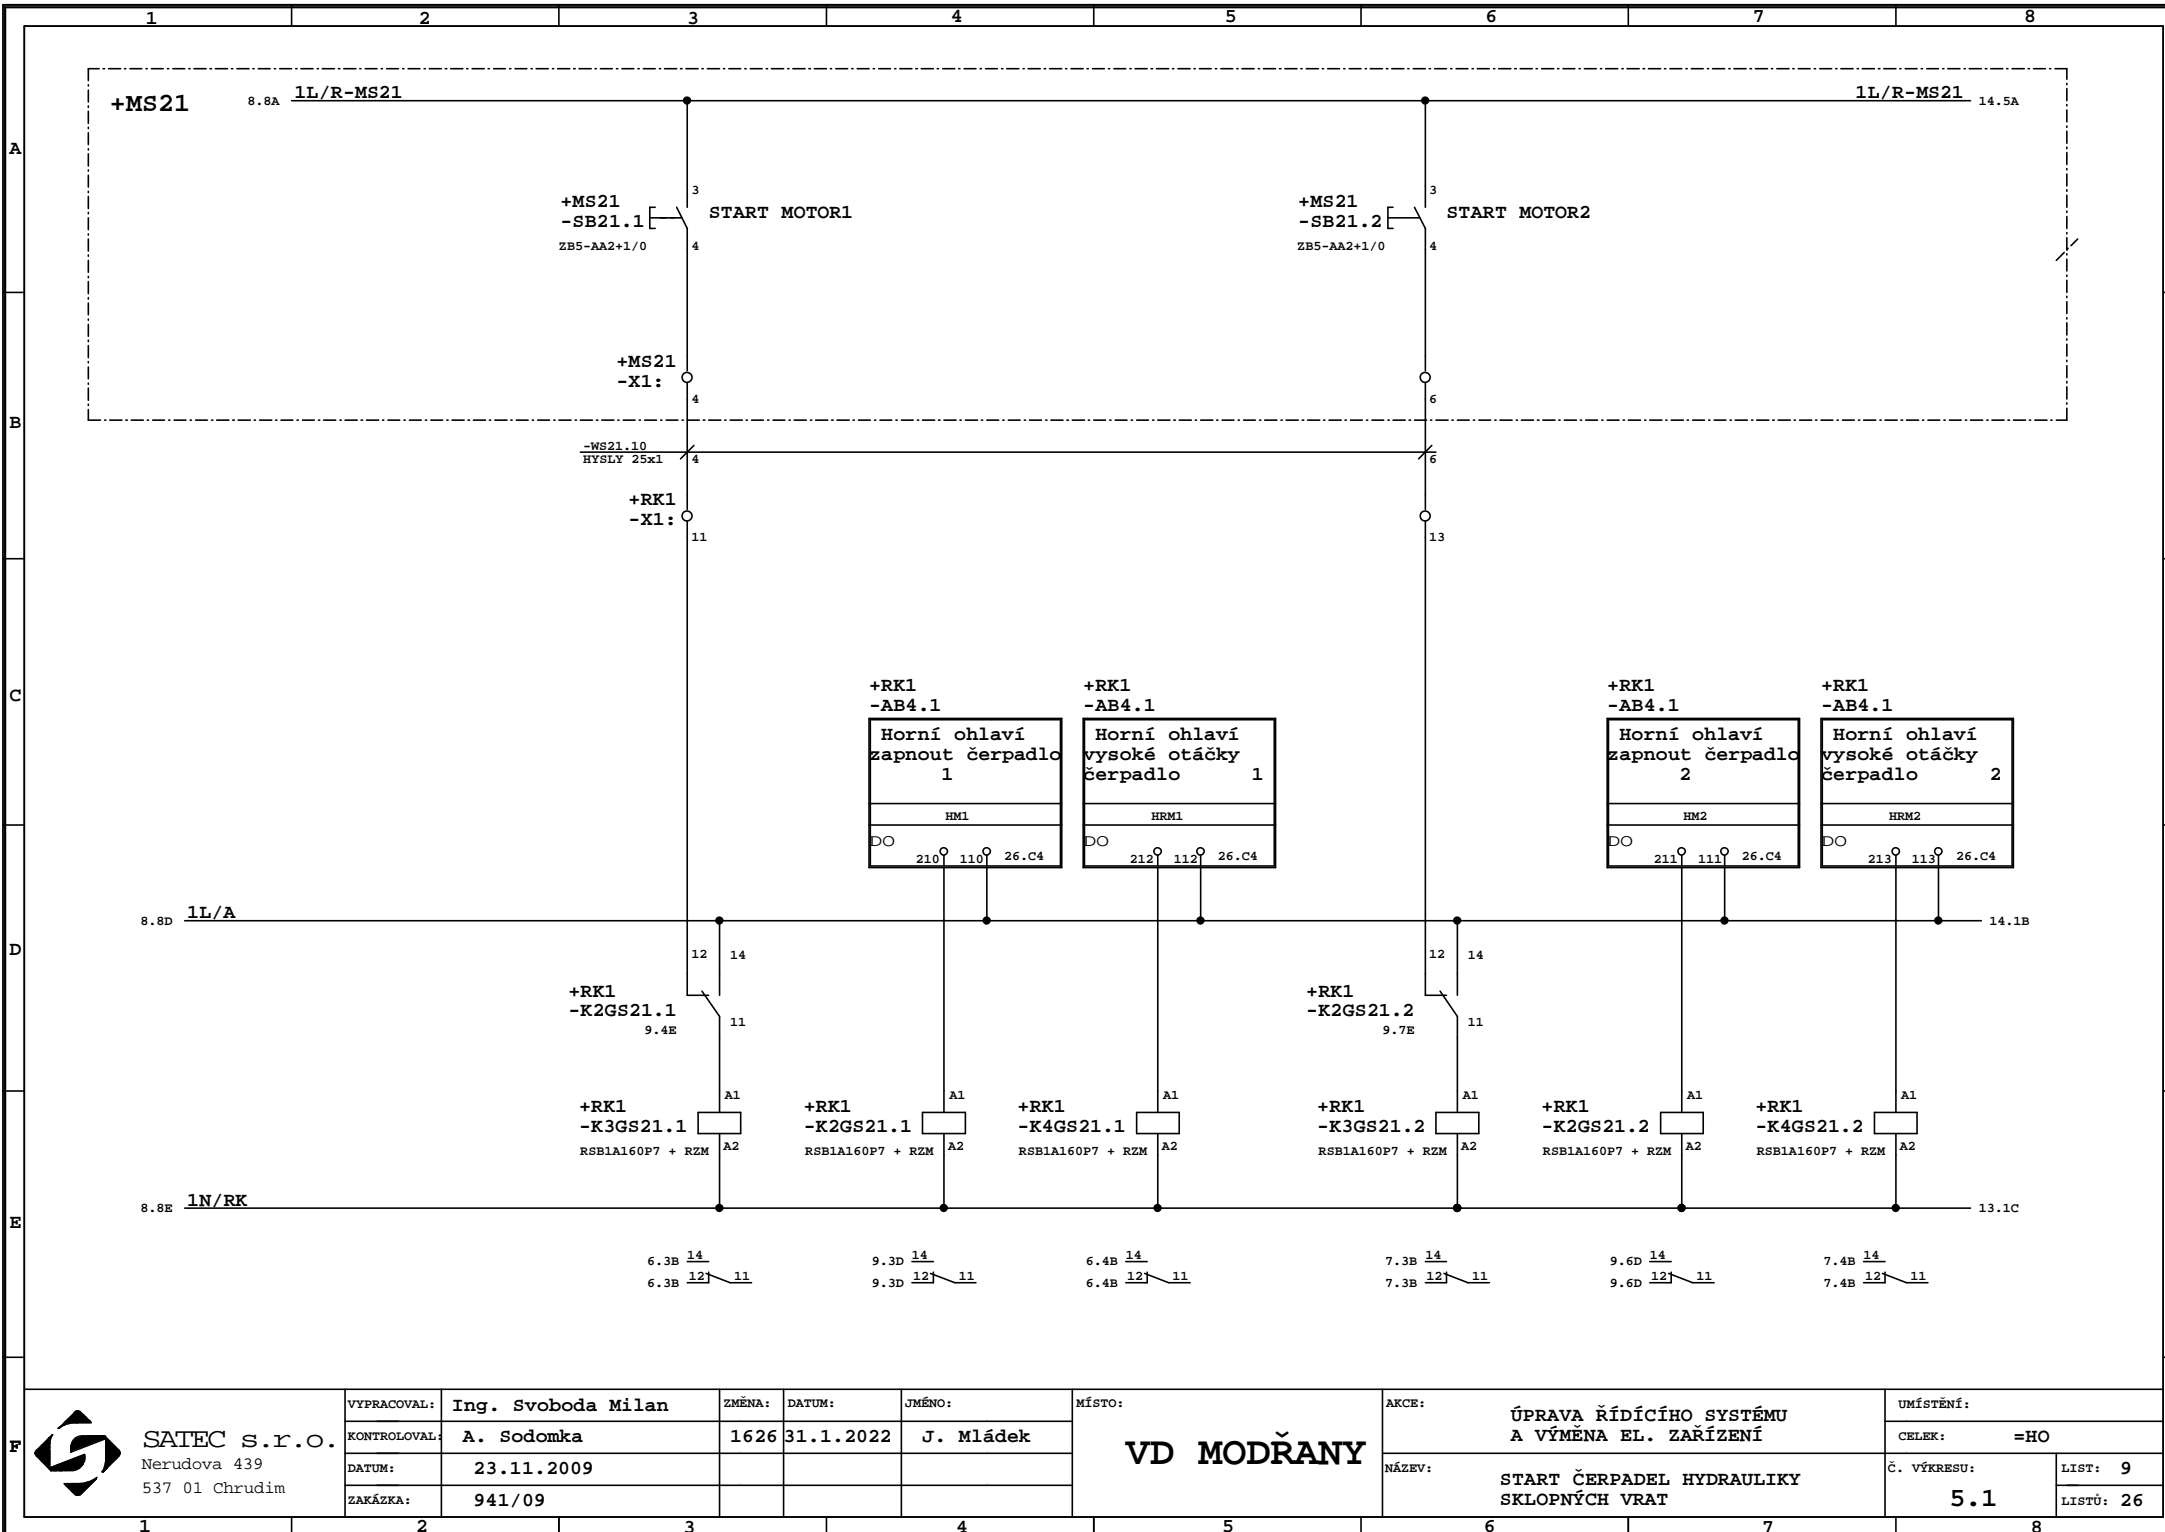 1 2 3 4 5 6 7 8
+MS21 8.8A 1L/R-MS21 1L/R-MS21 14.5A
A
3 3
+MS21 +MS21
-SB21.1 START MOTOR1 -SB21.2 START MOTOR2
ZB5-AA2+1/0 4 ZB5-AA2+1/0 4
+MS21
-X1:
4 6
B
-WS21.10
HYSLY 25x1 4 6
+RK1
-X1:
11 13
C
+RK1 +RK1 +RK1 +RK1
-AB4.1 -AB4.1 -AB4.1 -AB4.1
Horní ohlaví Horní ohlaví Horní ohlaví Horní ohlaví
zapnout čerpadlo vysoké otáčky zapnout čerpadlo vysoké otáčky
1 čerpadlo 1 2 čerpadlo 2
HM1 HRM1 HM2 HRM2
DO DO DO DO
210 110 26.C4 212 112 26.C4 211 111 26.C4 213 113 26.C4
8.8D 1L/A 14.1B
D
12 14 12 14
+RK1 +RK1
-K2GS21.1 -K2GS21.2
9.4E 11 9.7E 11
A1 A1 A1 A1 A1 A1
+RK1 +RK1 +RK1 +RK1 +RK1 +RK1
-K3GS21.1 -K2GS21.1 -K4GS21.1 -K3GS21.2 -K2GS21.2 -K4GS21.2
RSB1A160P7 + RZM A2 RSB1A160P7 + RZM A2 RSB1A160P7 + RZM A2 RSB1A160P7 + RZM A2 RSB1A160P7 + RZM A2 RSB1A160P7 + RZM A2
8.8E 1N/RK 13.1C
E
6.3B 14 9.3D 14 6.4B 14 7.3B 14 9.6D 14 7.4B 14
6.3B 12 11 9.3D 12 11 6.4B 12 11 7.3B 12 11 9.6D 12 11 7.4B 12 11
F
SATEC s.r.o.
Nerudova 439
537 01 Chrudim
VYPRACOVAL: Ing. Svoboda Milan
KONTROLOVAL: A. Sodomka
DATUM: 23.11.2009
ZAKÁZKA: 941/09
ZMĚNA: DATUM: JMÉNO:
1626 31.1.2022 J. Mládek
MÍSTO:
VD MODŘANY
AKCE:
ÚPRAVA ŘÍDÍCÍHO SYSTÉMU
A VÝMĚNA EL. ZAŘÍZENÍ
NÁZEV:
START ČERPADEL HYDRAULIKY
SKLOPNÝCH VRAT
UMÍSTĚNÍ:
CELEK: =HO
Č. VÝKRESU:
5.1
LIST: 9
LISTŮ: 26
1 2 3 4 5 6 7 8